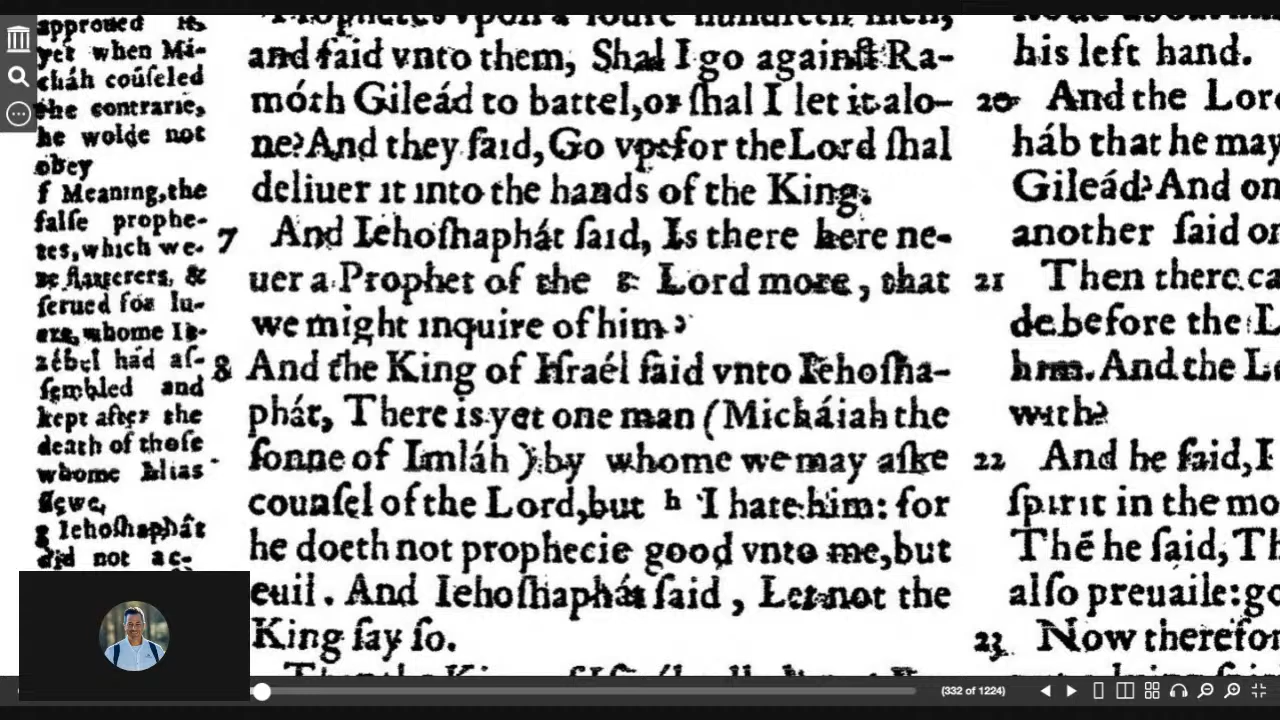 approued its
yet when Mi-
cháh coũſeled
the contrarie,
he wolde not
obey
f Meaning,the
falſe prophe-
tes,which we-
re flatterers, &
ſerued for lu-
cre,whome Ie-
zébel had aſ-
ſembled and
kept after the
death of thoſe
whome Elias
ſlewe,
g Iehoſhaphát
did not ac-
Prophetes vpon a foure hundreth men,
and ſaid vnto them, Shal I go againſt Ra-
móth Gileád to battel,or ſhal I let it alo-
ne?And they ſaid,Go vp:for the Lord ſhal
deliuer it into the hands of the King.
7 And Iehoſhaphát ſaid, Is there here ne-
uer a Prophet of the g Lord more, that
we might inquire of him?
8 And the King of Iſraél ſaid vnto Iehoſha-
phát, There is yet one man (Micháiah the
ſonne of Imláh ) by whome we may aſke
counſel of the Lord,but h I hate him: for
he doeth not prophecie good vnto me,but
euil. And Iehoſhaphát ſaid , Let not the
King ſay ſo.
his left hand.
20 And the Lor
háb that he may
Gileád?And on
another ſaid on
21 Then there ca
de before the L
him. And the Lo
with?
22 And he ſaid,I
ſpirit in the mo
Thẽ he ſaid, Th
alſo preuaile:go
23 Now therefor
(332 of 1224)